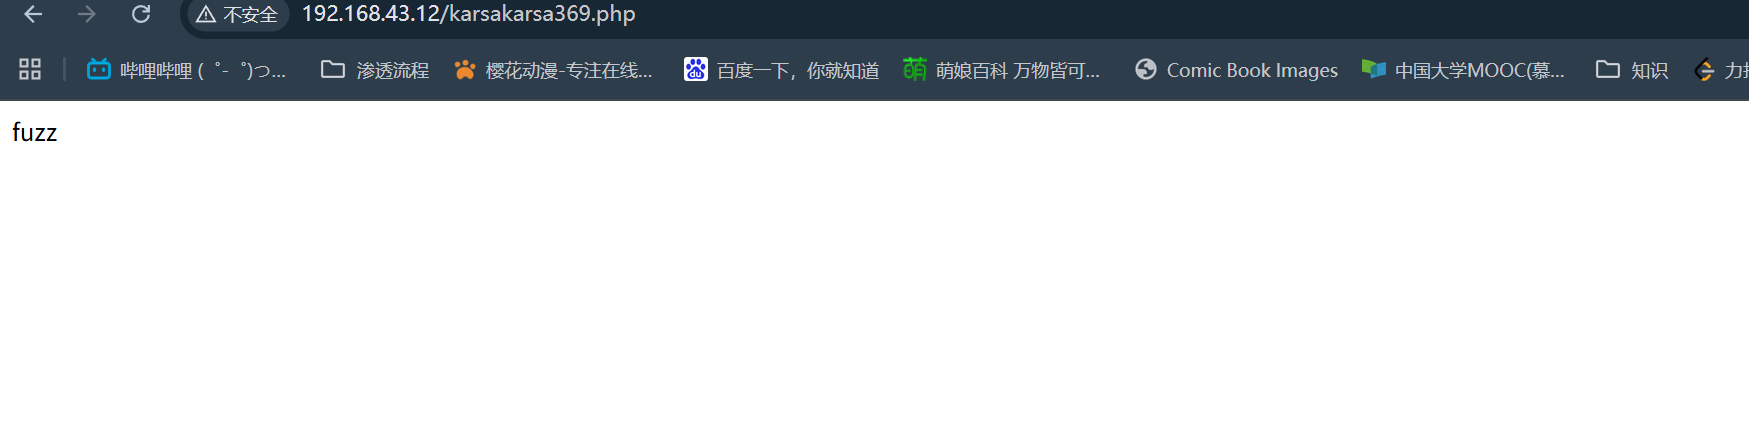 不安全 192.168.43.12/karsakarsa369.php
哔哩哔哩 (゜-゜)つ... 渗透流程 樱花动漫-专注在线... du 百度一下，你就知道 萌 萌娘百科 万物皆可... Comic Book Images 中国大学MOOC(慕... 知识
fuzz